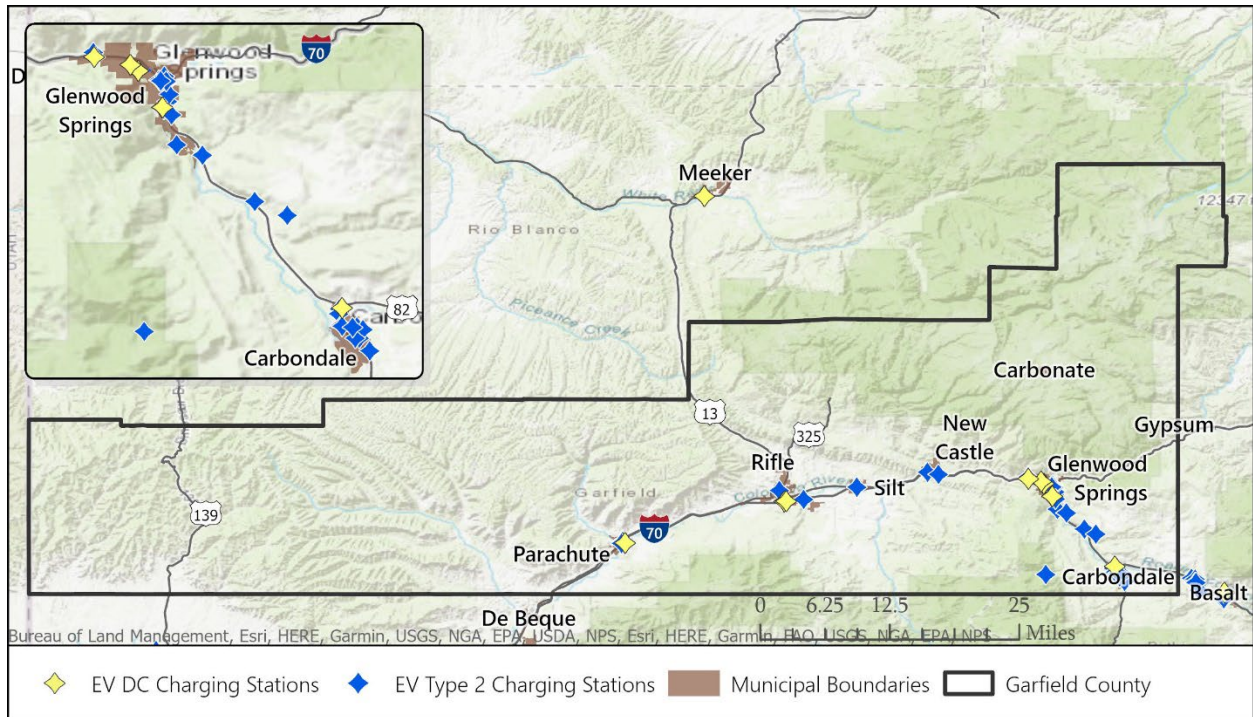 Glenwood
Springs
70
D
Glenwood
Springs
82
Carbondale
Meeker
White River
12347
Rio Blanco
Piceance Creek
Carbonate
13
Gypsum
325
New
Castle
Rifle
Glenwood
Springs
Garfield
Colorado River
Silt
139
70
Parachute
Carbondale
Basalt
De Beque
0 6.25 12.5 25
Miles
Bureau of Land Management, Esri, HERE, Garmin, USGS, NGA, EPA, USDA, NPS, Esri, HERE, Garmin, FAO, USGS, NGA, EPA, NPS
EV DC Charging Stations EV Type 2 Charging Stations Municipal Boundaries Garfield County